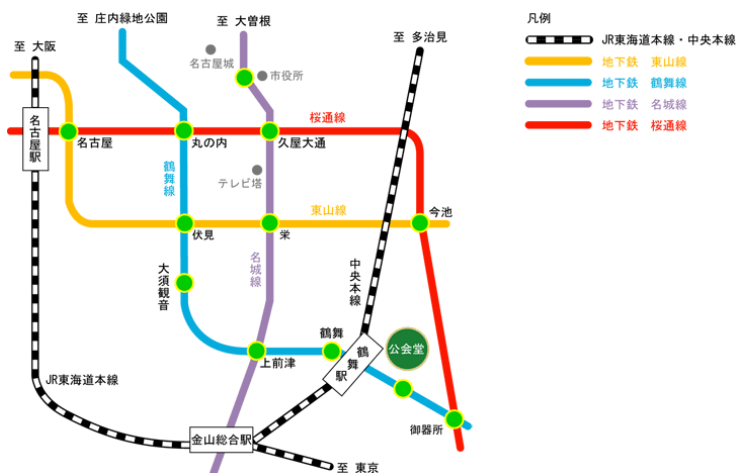 至 庄内緑地公園
至 大曽根
凡例
至 多治見
JR東海道本線・中央本線
至 大阪
名古屋城
地下鉄 東山線
市役所
地下鉄 鶴舞線
地下鉄 名城線
桜通線
地下鉄 桜通線
名古屋駅
名古屋
丸の内
久屋大通
鶴舞線
テレビ塔
東山線
今池
伏見
栄
名城線
中央本線
大須観音
鶴舞
公会堂
鶴舞駅
上前津
JR東海道本線
御器所
金山総合駅
至 東京